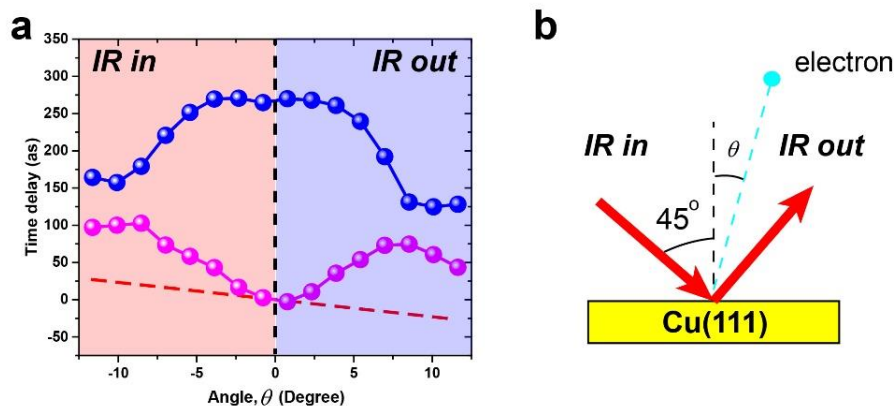 a
IR in
IR out
350
300
250
200
150
100
50
0
-50
Time delay (as)
-10
-5
0
5
10
Angle, θ (Degree)
b
electron
IR in
θ
IR out
45°
Cu(111)